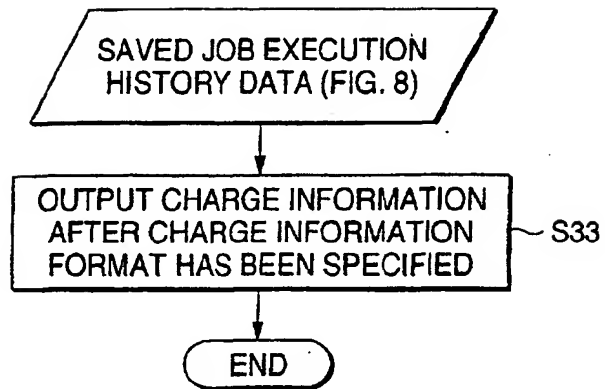 SAVED JOB EXECUTION
HISTORY DATA (FIG. 8)
OUTPUT CHARGE INFORMATION
AFTER CHARGE INFORMATION
FORMAT HAS BEEN SPECIFIED
S33
END